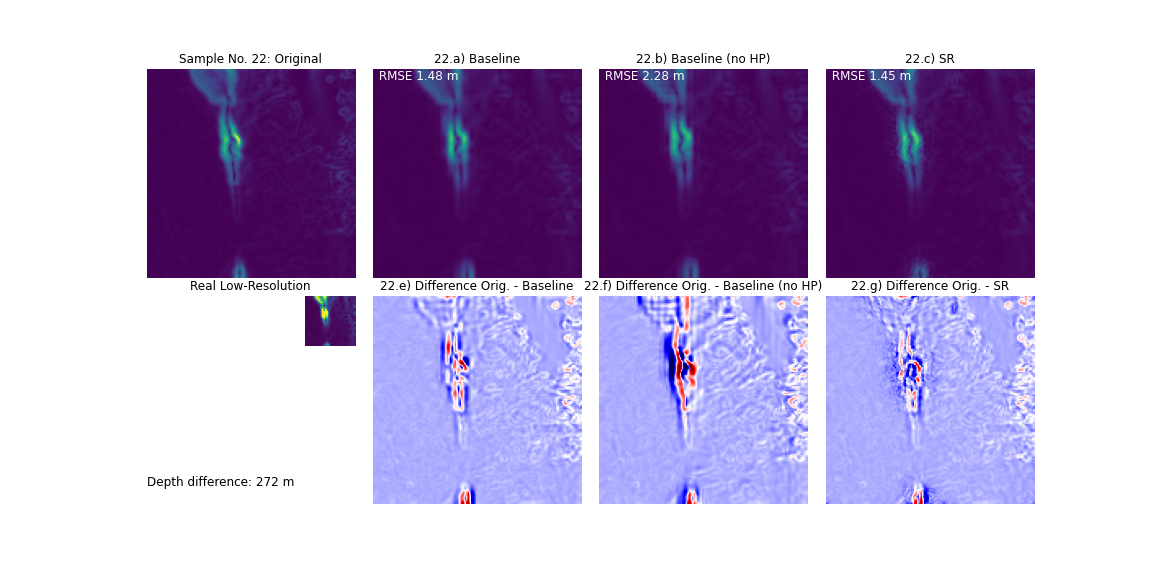 Sample No. 22: Original
22.a) Baseline
22.b) Baseline (no HP)
22.c) SR
RMSE 1.48 m
RMSE 2.28 m
RMSE 1.45 m
Real Low-Resolution
22.e) Difference Orig. - Baseline
22.f) Difference Orig. - Baseline (no HP)
22.g) Difference Orig. - SR
Depth difference: 272 m